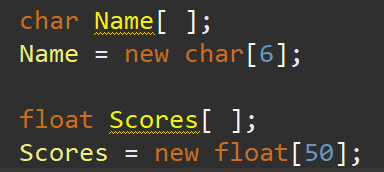 char Name[ ];
Name = new char[6];
float Scores[ ];
Scores = new float[50];